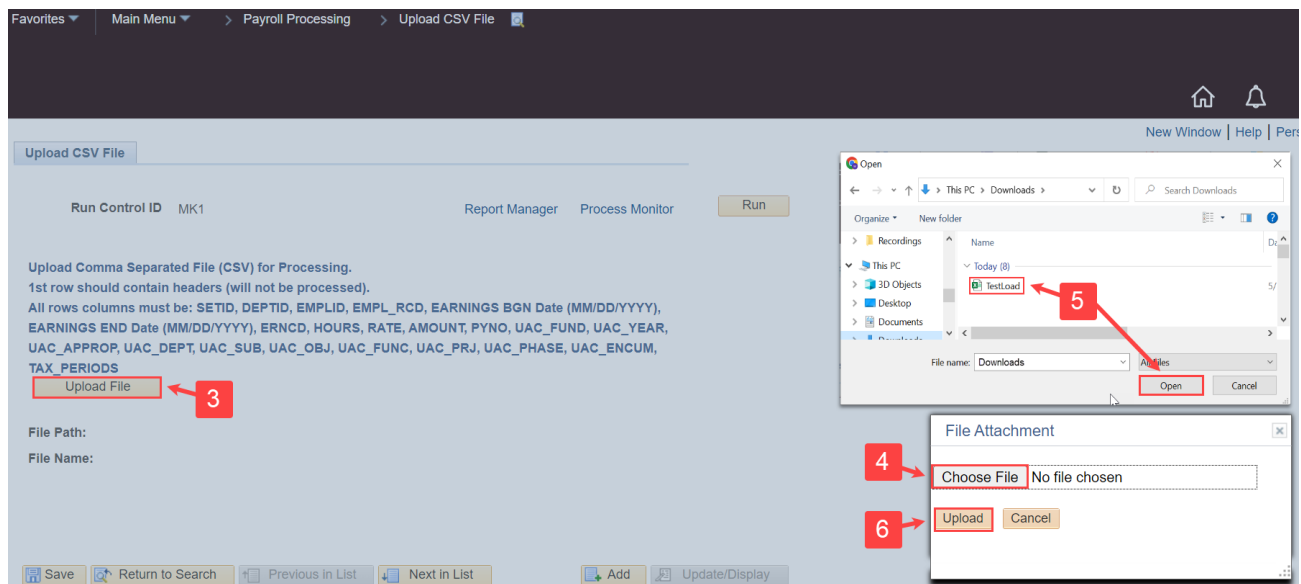 Favorites Main Menu > Payroll Processing > Upload CSV File
New Window | Help | Pers
Upload CSV File
Run Control ID MK1 Report Manager Process Monitor Run
Upload Comma Separated File (CSV) for Processing.
1st row should contain headers (will not be processed).
All rows columns must be: SETID, DEPTID, EMPLID, EMPL_RCD, EARNINGS BGN Date (MM/DD/YYYY),
EARNINGS END Date (MM/DD/YYYY), ERNCD, HOURS, RATE, AMOUNT, PYNO, UAC_FUND, UAC_YEAR,
UAC_APPROP, UAC_DEPT, UAC_SUB, UAC_OBJ, UAC_FUNC, UAC_PRJ, UAC_PHASE, UAC_ENCUM,
TAX_PERIODS
Upload File
3
File Path:
File Name:
Save Return to Search Previous in List Next in List Add Update/Display
Open
This PC > Downloads > Search Downloads
Organize New folder
Recordings
This PC
3D Objects
Desktop
Documents
Downloads
Name Da
Today (8)
TestLoad 5/
5
File name: Downloads All Files
Open Cancel
File Attachment
4
Choose File No file chosen
6
Upload Cancel